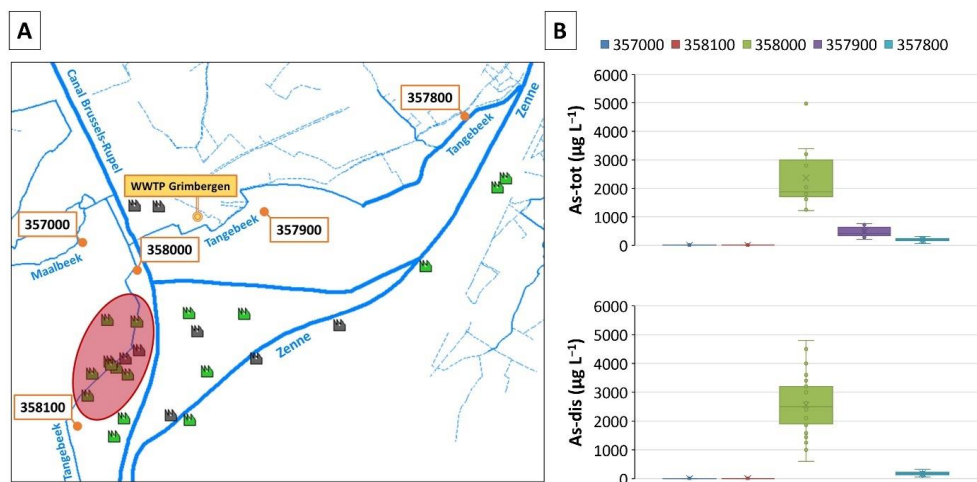 A
Canal Brussels-Rupel
357800
Zenne
Tangebeek
WWTP Grimbergen
357000
357900
Tangebeek
358000
Maalbeek
Zenne
358100
Tangebeek
B
357000 358100 358000 357900 357800
As-tot (µg L⁻¹)
6000
5000
4000
3000
2000
1000
0
As-dis (µg L⁻¹)
6000
5000
4000
3000
2000
1000
0